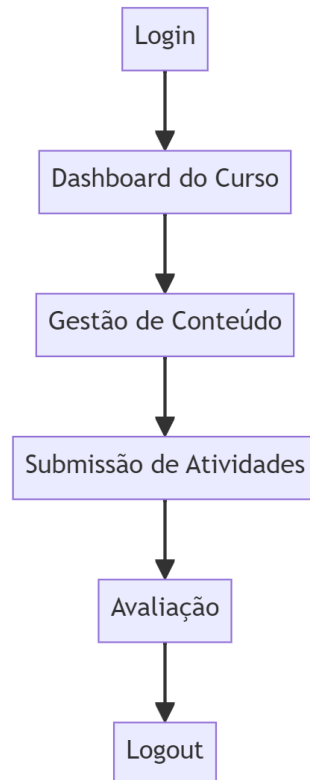 Login
Dashboard do Curso
Gestão de Conteúdo
Submissão de Atividades
Avaliação
Logout